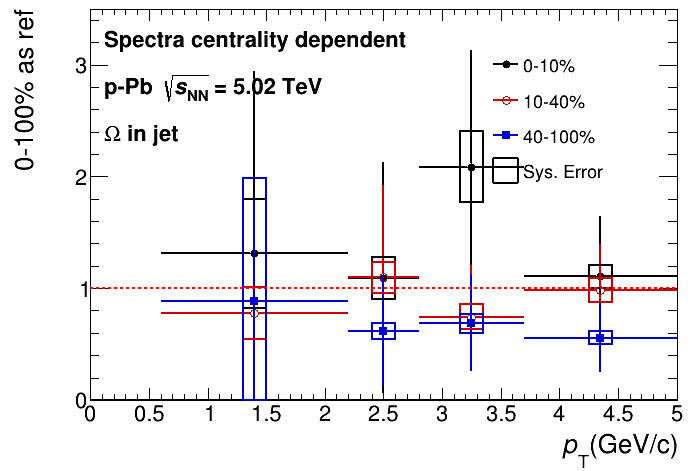 0-100% as ref
Spectra centrality dependent
p-Pb √sNN = 5.02 TeV
Ω in jet
0-10%
10-40%
40-100%
Sys. Error
3
2
1
0
0 0.5 1 1.5 2 2.5 3 3.5 4 4.5 5
pT(GeV/c)